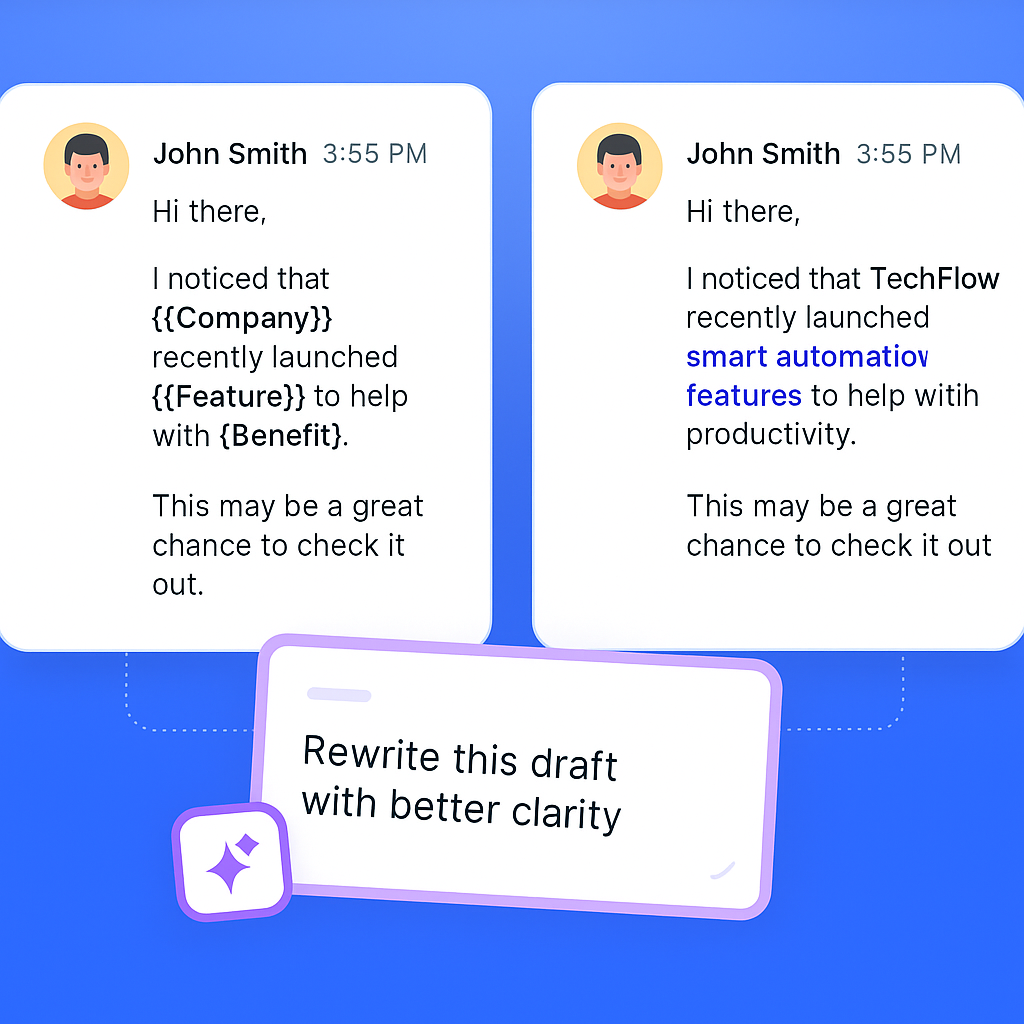 John Smith 3:55 PM
Hi there,
I noticed that
{{Company}}
recently launched
{{Feature}} to help
with {Benefit}.
This may be a great
chance to check it
out.
John Smith 3:55 PM
Hi there,
I noticed that TechFlow
recently launched
smart automatiov
features to help witih
productivity.
This may be a great
chance to check it out
Rewrite this draft
with better clarity